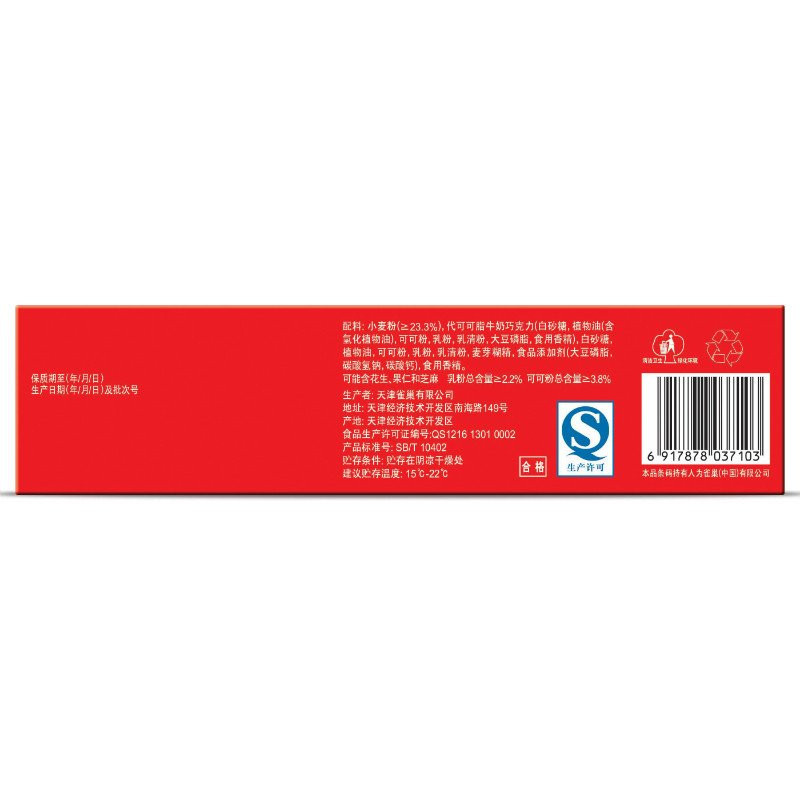 保质期至(年/月/日)
生产日期(年/月/日)及批次号
配料: 小麦粉(≥23.3%), 代可可脂牛奶巧克力(白砂糖, 植物油(含
氢化植物油), 可可粉, 乳粉, 乳清粉, 大豆磷脂, 食用香精), 白砂糖,
植物油, 可可粉, 乳粉, 乳清粉, 麦芽糊精, 食品添加剂(大豆磷脂,
碳酸氢钠, 碳酸钙), 食用香精。
可能含花生, 果仁和芝麻 乳粉总含量≥2.2% 可可粉总含量≥3.8%
生产者: 天津雀巢有限公司
地址: 天津经济技术开发区南海路149号
产地: 天津经济技术开发区
食品生产许可证编号:QS1216 1301 0002
产品标准号: SB/T 10402
贮存条件: 贮存在阴凉干燥处
建议贮存温度: 15℃-22℃
合格
生产许可
6 917878 037103
本品条码持有人为雀巢(中国)有限公司